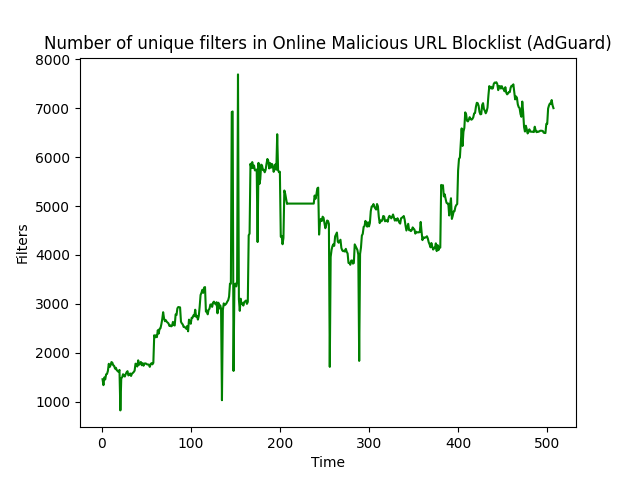 Number of unique filters in Online Malicious URL Blocklist (AdGuard)
8000
7000
6000
5000
4000
3000
2000
1000
Filters
0 100 200 300 400 500
Time